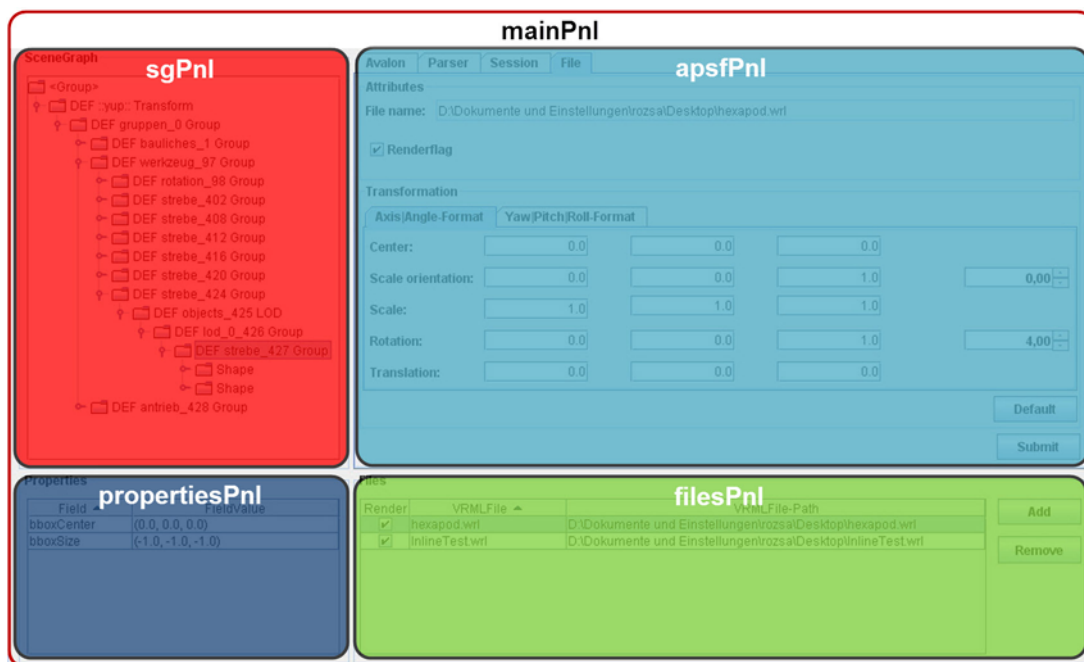 mainPnl
SceneGraph
sgPnl
<Group>
DEF ::yup:: Transform
DEF gruppen_0 Group
DEF bauliches_1 Group
DEF werkzeug_97 Group
DEF rotation_98 Group
DEF strebe_402 Group
DEF strebe_408 Group
DEF strebe_412 Group
DEF strebe_416 Group
DEF strebe_420 Group
DEF strebe_424 Group
DEF objects_425 LOD
DEF lod_0_426 Group
DEF strebe_427 Group
Shape
Shape
DEF antrieb_428 Group
Avalon Parser Session File
apsfPnl
Attributes
File name: D:\Dokumente und Einstellungen\rozsa\Desktop\hexapod.wrl
Renderflag
Transformation
Axis|Angle-Format Yaw|Pitch|Roll-Format
Center: 0.0 0.0 0.0
Scale orientation: 0.0 0.0 1.0 0,00
Scale: 1.0 1.0 1.0
Rotation: 0.0 0.0 1.0 4,00
Translation: 0.0 0.0 0.0
Default
Submit
Properties
propertiesPnl
Field FieldValue
bboxCenter (0.0, 0.0, 0.0)
bboxSize (-1.0, -1.0, -1.0)
Files
filesPnl
Render VRMLFile VRMLFile-Path
hexapod.wrl D:\Dokumente und Einstellungen\rozsa\Desktop\hexapod.wrl
InlineTest.wrl D:\Dokumente und Einstellungen\rozsa\Desktop\InlineTest.wrl
Add
Remove